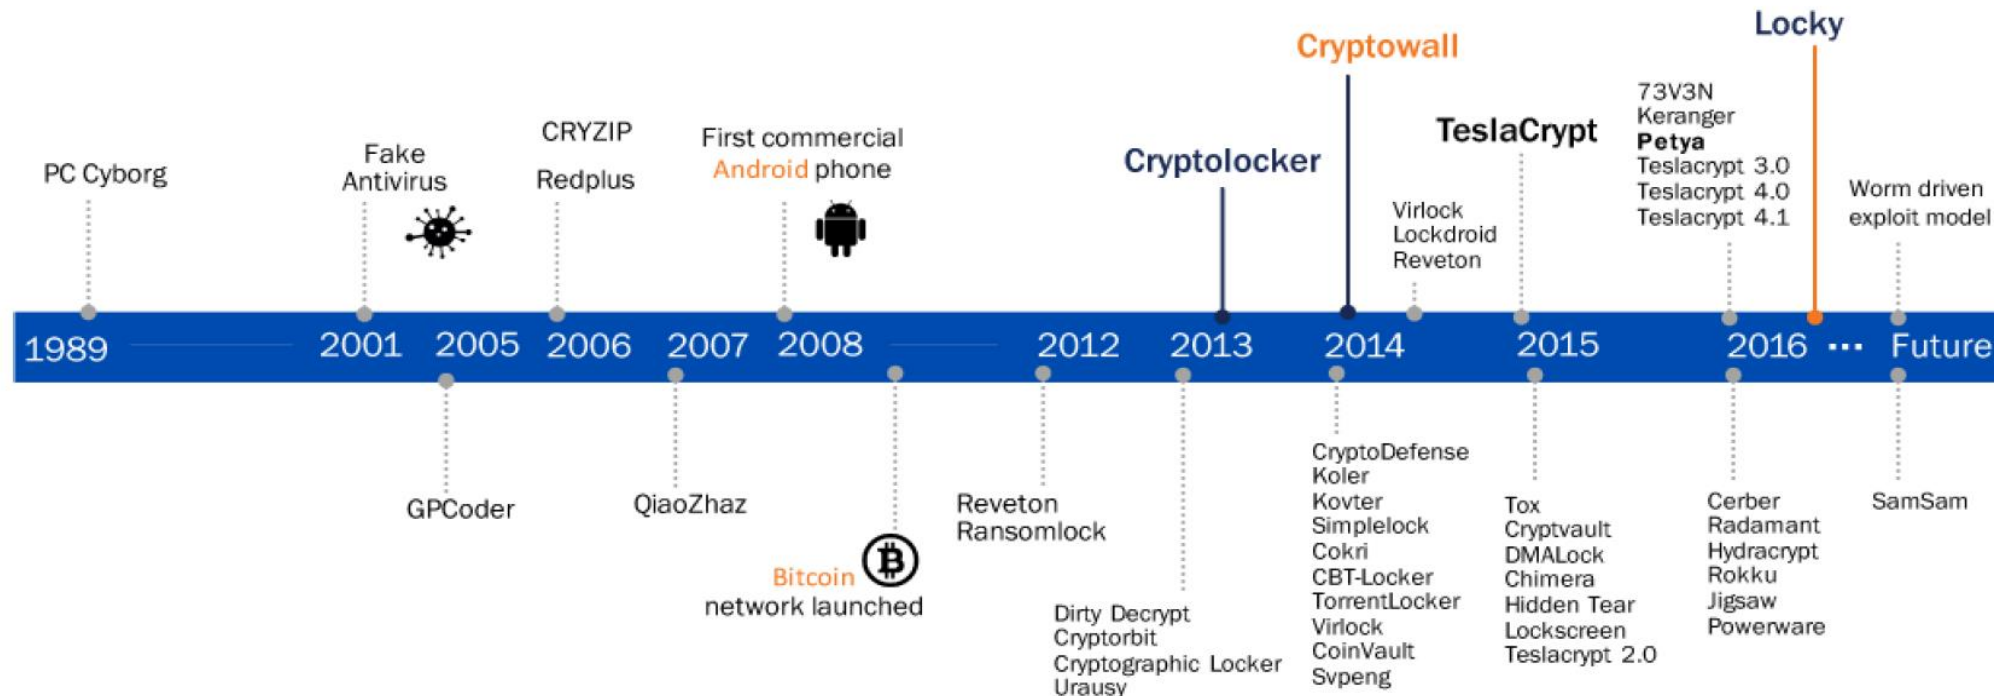 Locky
Cryptowall
73V3N
Keranger
Petya
Teslacrypt 3.0
Teslacrypt 4.0
Teslacrypt 4.1
TeslaCrypt
CRYZIP
Redplus
First commercial
Android phone
Fake
Antivirus
PC Cyborg
Cryptolocker
Virlock
Lockdroid
Reveton
Worm driven
exploit model
1989 2001 2005 2006 2007 2008 2012 2013 2014 2015 2016 ... Future
GPCoder
QiaoZhaz
Bitcoin
network launched
Reveton
Ransomlock
Dirty Decrypt
Cryptorbit
Cryptographic Locker
Urausy
CryptoDefense
Koler
Kovter
Simplelock
Cokri
CBT-Locker
TorrentLocker
Virlock
CoinVault
Svpeng
Tox
Cryptvault
DMALock
Chimera
Hidden Tear
Lockscreen
Teslacrypt 2.0
Cerber
Radamant
Hydracrypt
Rokku
Jigsaw
Powerware
SamSam